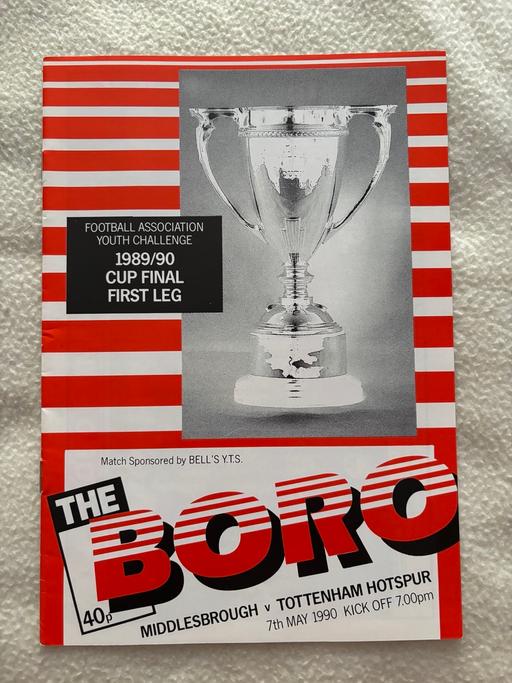 FOOTBALL ASSOCIATION
YOUTH CHALLENGE
1989/90
CUP FINAL
FIRST LEG
Match Sponsored by BELL'S Y.T.S.
THE
BORO
40p
MIDDLESBROUGH v TOTTENHAM HOTSPUR
7th MAY 1990 KICK OFF 7.00pm